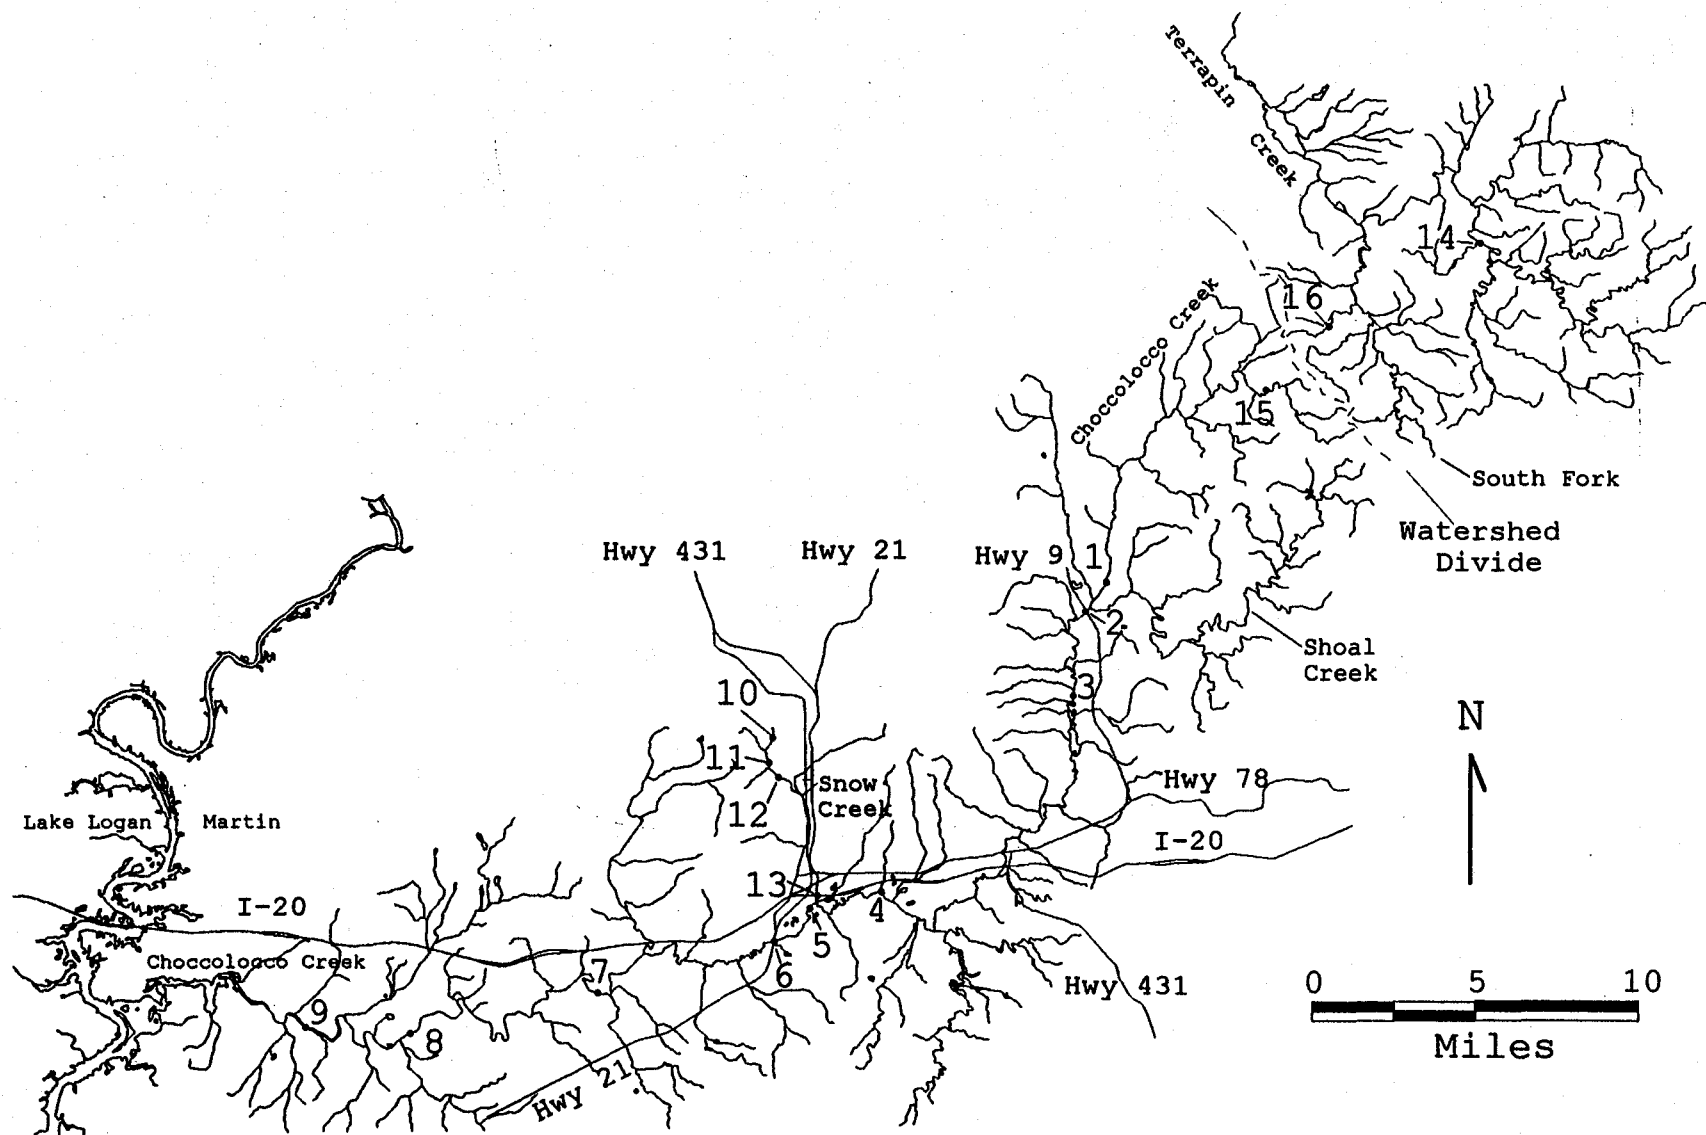 Terrapin
Creek
14
16
Choccolocco Creek
15
South Fork
Watershed
Divide
Hwy 431
Hwy 21
Hwy 9
1
2
Shoal
Creek
3
10
N
11
Snow
Creek
Hwy 78
12
Lake Logan Martin
I-20
13
4
I-20
5
Choccolocco Creek
6
7
Hwy 431
0 5 10
Miles
9
8
Hwy 21